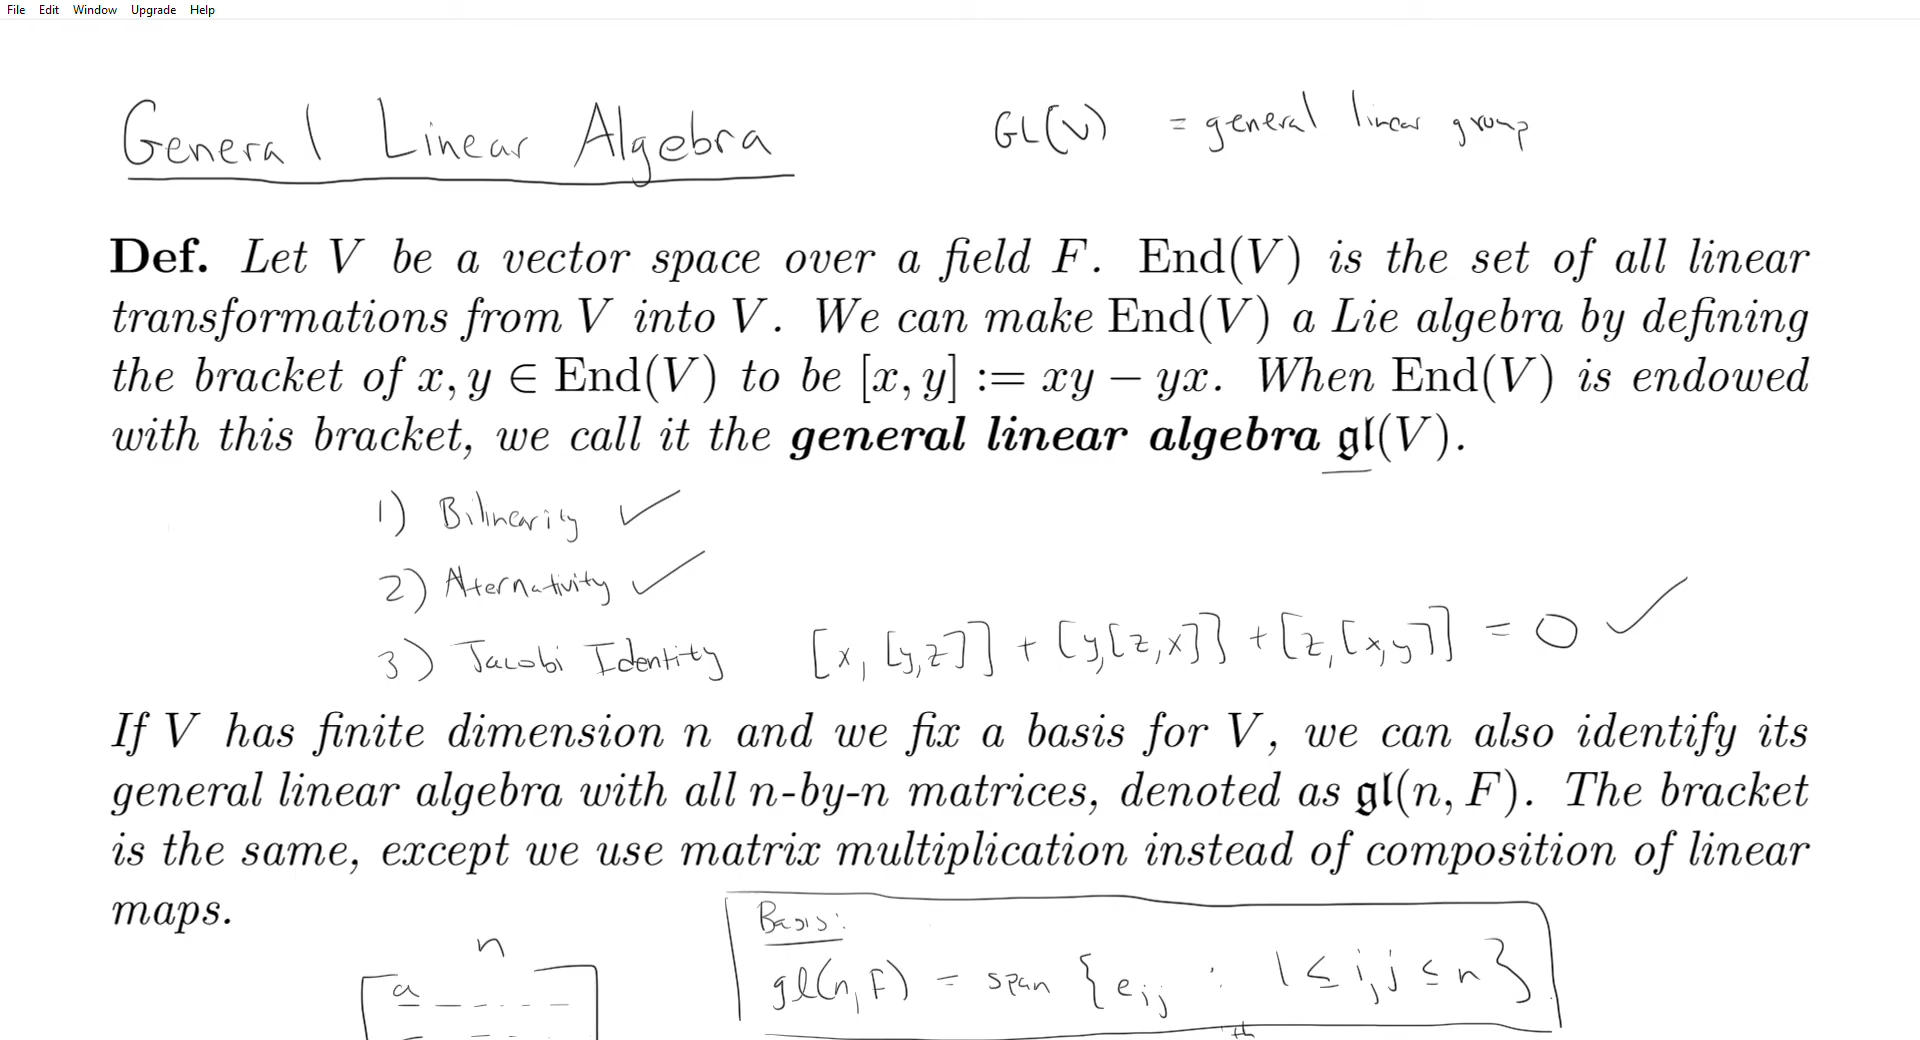 File Edit Window Upgrade Help
General Linear Algebra GL(V) = general linear group
Def. Let V be a vector space over a field F. End(V) is the set of all linear
transformations from V into V. We can make End(V) a Lie algebra by defining
the bracket of x, y ∈ End(V) to be [x, y] := xy − yx. When End(V) is endowed
with this bracket, we call it the general linear algebra 𝔤𝔩(V).
1) Bilinearity ✓
2) Alternativity ✓
3) Jacobi Identity [x, [y,z]] + [y,[z,x]] + [z,[x,y]] = 0 ✓
If V has finite dimension n and we fix a basis for V, we can also identify its
general linear algebra with all n-by-n matrices, denoted as 𝔤𝔩(n, F). The bracket
is the same, except we use matrix multiplication instead of composition of linear
maps.
Basis:
n
gl(n,F) = span {e_ij : 1 ≤ i,j ≤ n}
a
th